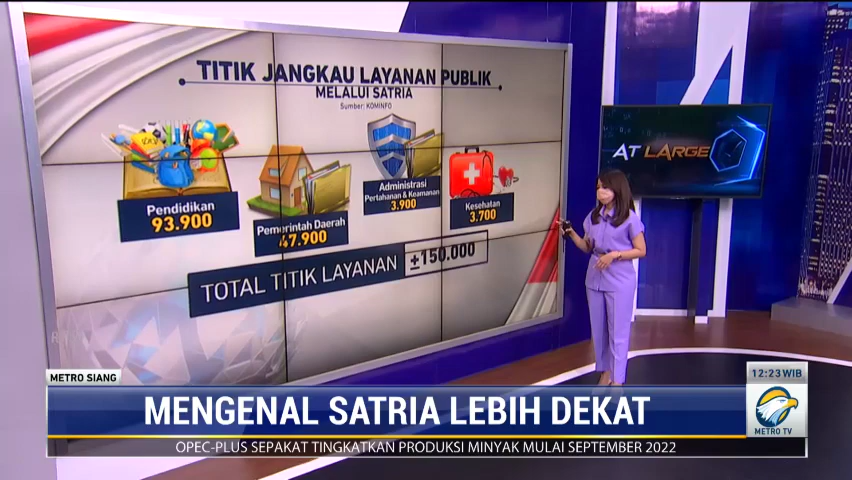 TITIK JANGKAU LAYANAN PUBLIK
MELALUI SATRIA
Sumber: KOMINFO
Pendidikan
93.900
Pemerintah Daerah
47.900
Administrasi
Pertahanan & Keamanan
3.900
Kesehatan
3.700
TOTAL TITIK LAYANAN ±150.000
AT LARGE
METRO SIANG
MENGENAL SATRIA LEBIH DEKAT
OPEC-PLUS SEPAKAT TINGKATKAN PRODUKSI MINYAK MULAI SEPTEMBER 2022
12:23 WIB
METRO TV